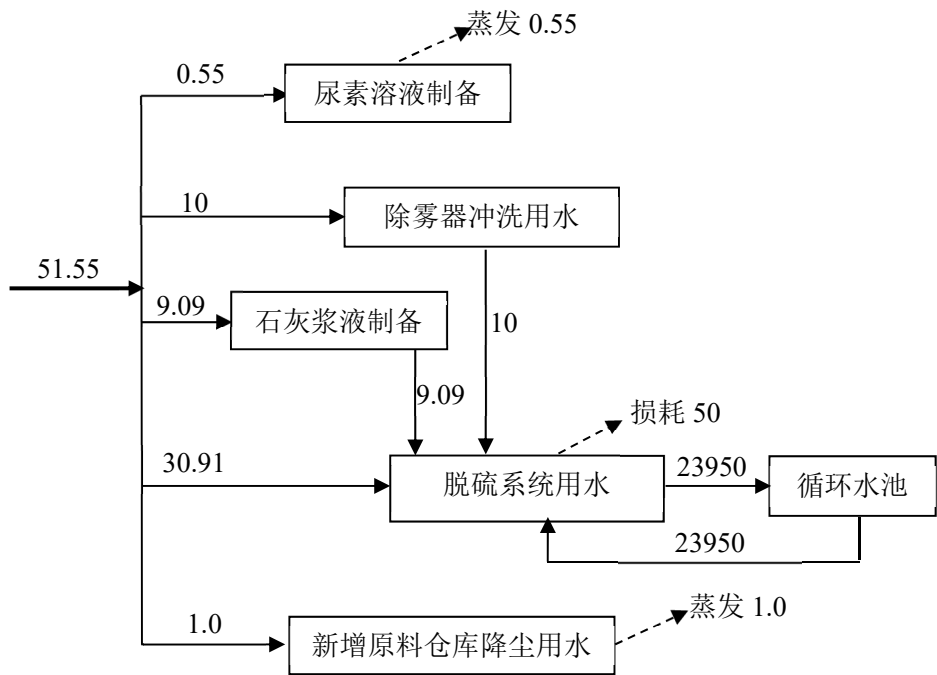 蒸发 0.55
0.55
尿素溶液制备
10
除雾器冲洗用水
51.55
9.09
石灰浆液制备
10
9.09
损耗 50
30.91
脱硫系统用水
23950
循环水池
23950
蒸发 1.0
1.0
新增原料仓库降尘用水